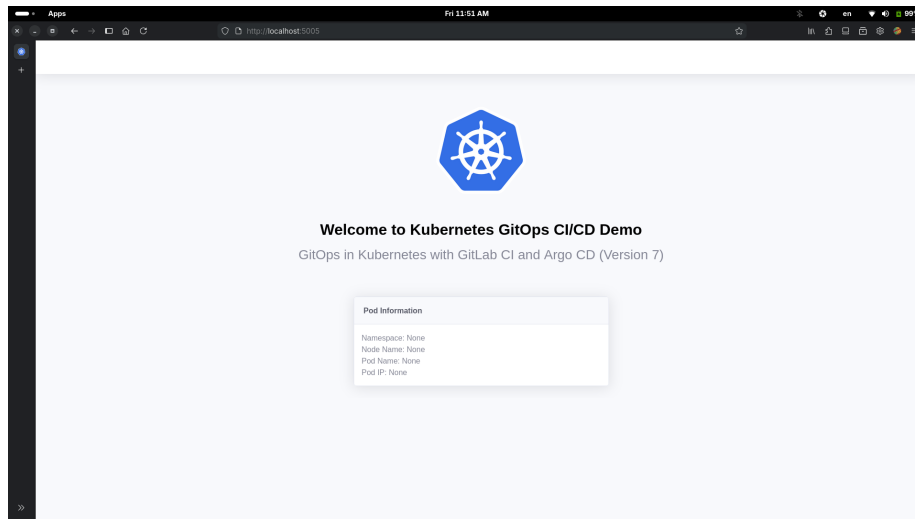 Apps
Fri 11:51 AM
en
99%
http://localhost:5005
Welcome to Kubernetes GitOps CI/CD Demo
GitOps in Kubernetes with GitLab CI and Argo CD (Version 7)
Pod Information
Namespace: None
Node Name: None
Pod Name: None
Pod IP: None